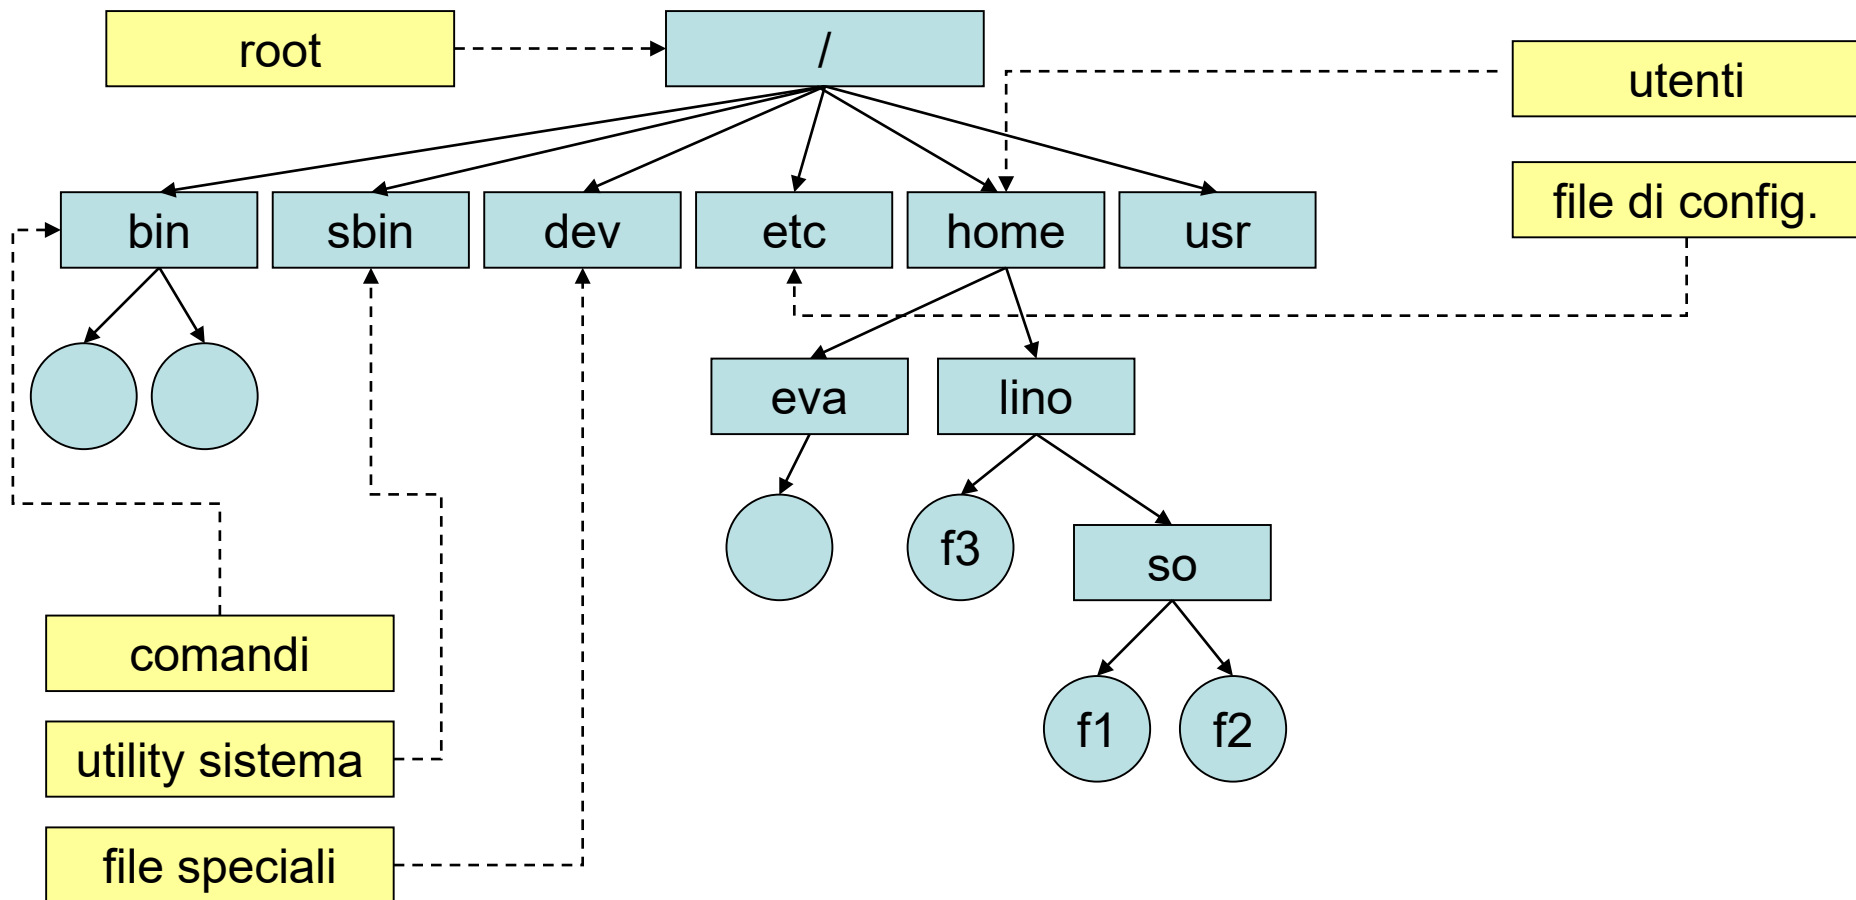 root
/
utenti
file di config.
bin
sbin
dev
etc
home
usr
eva
lino
f3
so
comandi
f1
f2
utility sistema
file speciali